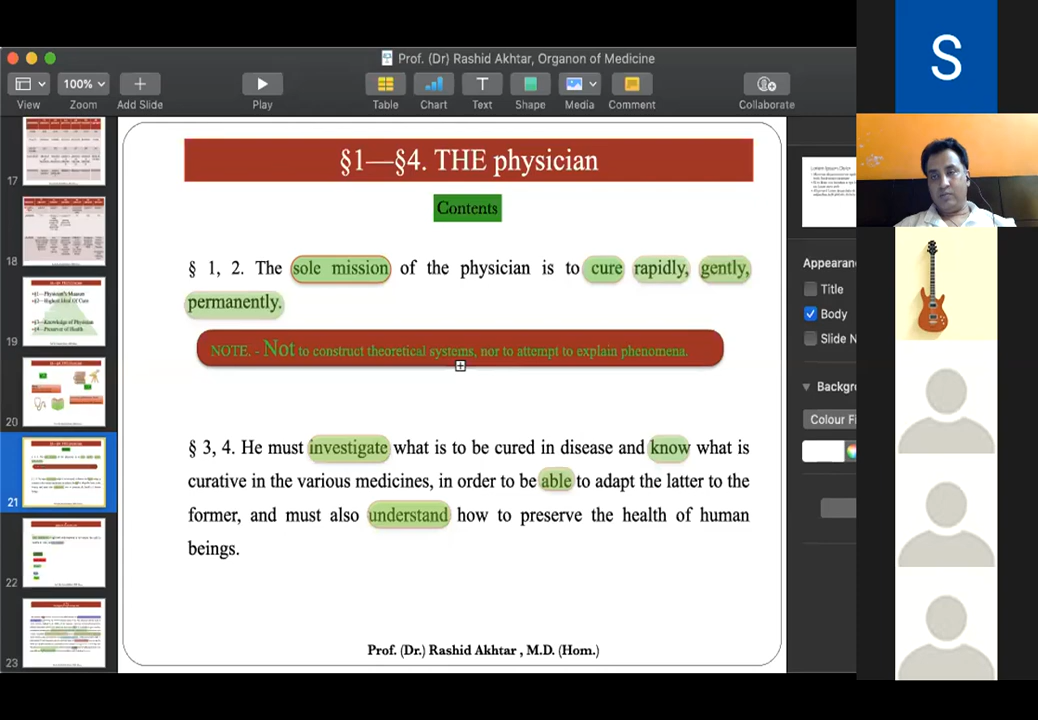 Prof. (Dr) Rashid Akhtar, Organon of Medicine
100%
View
Zoom
Add Slide
Play
Table
Chart
Text
Shape
Media
Comment
Collaborate
S
17
18
19
20
21
22
23
§1—§4. THE physician
Contents
§ 1, 2. The sole mission of the physician is to cure rapidly, gently,
permanently.
NOTE. - Not to construct theoretical systems, nor to attempt to explain phenomena.
§ 3, 4. He must investigate what is to be cured in disease and know what is
curative in the various medicines, in order to be able to adapt the latter to the
former, and must also understand how to preserve the health of human
beings.
Prof. (Dr.) Rashid Akhtar , M.D. (Hom.)
Appearan
Title
Body
Slide N
Backgro
Colour Fi